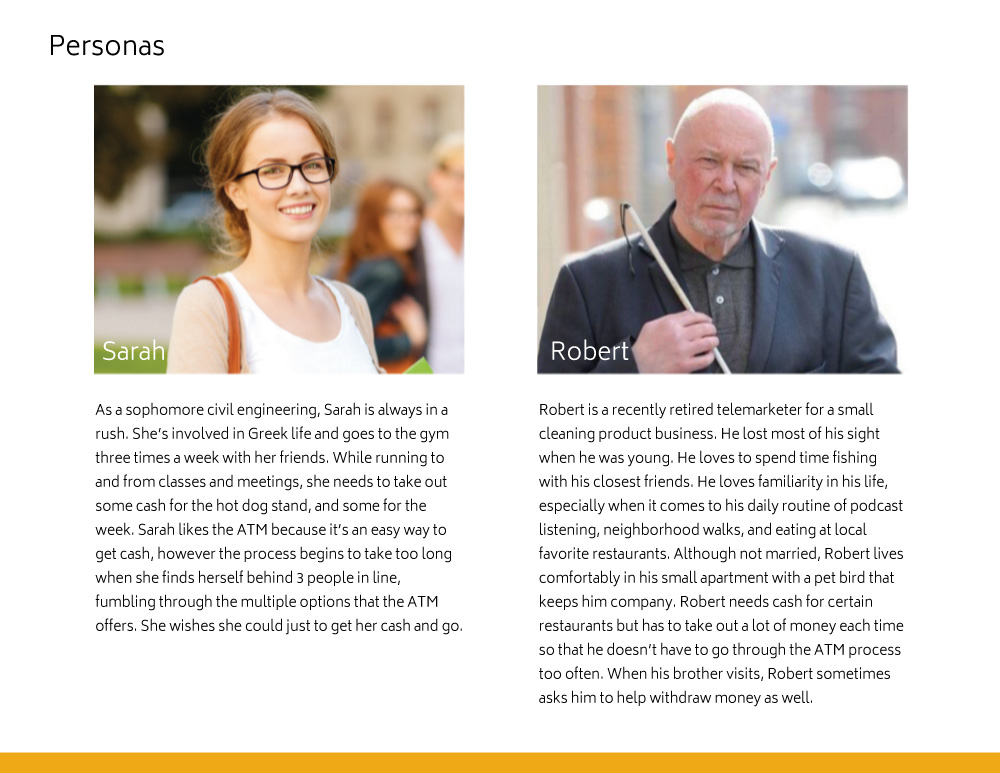 Personas
Sarah
As a sophomore civil engineering, Sarah is always in a
rush. She’s involved in Greek life and goes to the gym
three times a week with her friends. While running to
and from classes and meetings, she needs to take out
some cash for the hot dog stand, and some for the
week. Sarah likes the ATM because it’s an easy way to
get cash, however the process begins to take too long
when she finds herself behind 3 people in line,
fumbling through the multiple options that the ATM
offers. She wishes she could just to get her cash and go.
Robert
Robert is a recently retired telemarketer for a small
cleaning product business. He lost most of his sight
when he was young. He loves to spend time fishing
with his closest friends. He loves familiarity in his life,
especially when it comes to his daily routine of podcast
listening, neighborhood walks, and eating at local
favorite restaurants. Although not married, Robert lives
comfortably in his small apartment with a pet bird that
keeps him company. Robert needs cash for certain
restaurants but has to take out a lot of money each time
so that he doesn’t have to go through the ATM process
too often. When his brother visits, Robert sometimes
asks him to help withdraw money as well.